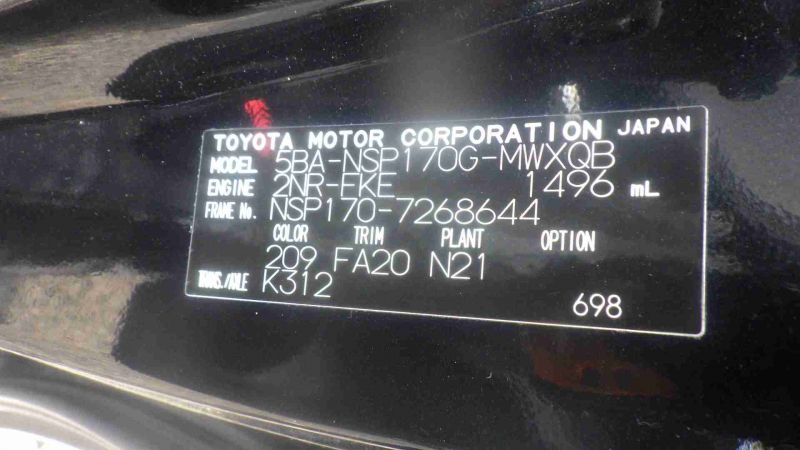 TOYOTA MOTOR CORPORATION JAPAN
MODEL 5BA-NSP170G-MWXQB
ENGINE 2NR-FKE 1496 mL
FRAME No. NSP170-7268644
COLOR TRIM PLANT OPTION
209 FA20 N21
TRANS./AXLE K312
698